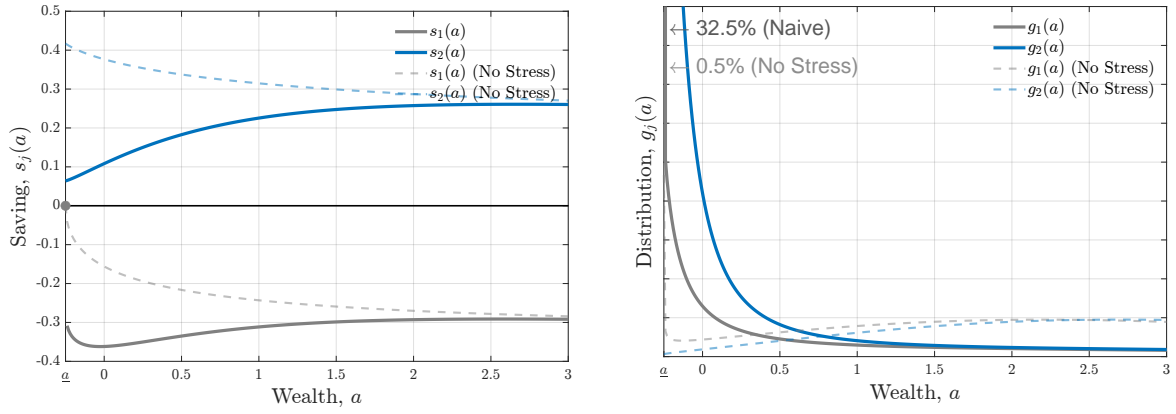 0.5
0.4
0.3
0.2
0.1
0
-0.1
-0.2
-0.3
-0.4
Saving, s_j(a)
s_1(a)
s_2(a)
s_1(a) (No Stress)
s_2(a) (No Stress)
a 0 0.5 1 1.5 2 2.5 3
Wealth, a
Distribution, g_j(a)
← 32.5% (Naive)
← 0.5% (No Stress)
g_1(a)
g_2(a)
g_1(a) (No Stress)
g_2(a) (No Stress)
a 0 0.5 1 1.5 2 2.5 3
Wealth, a